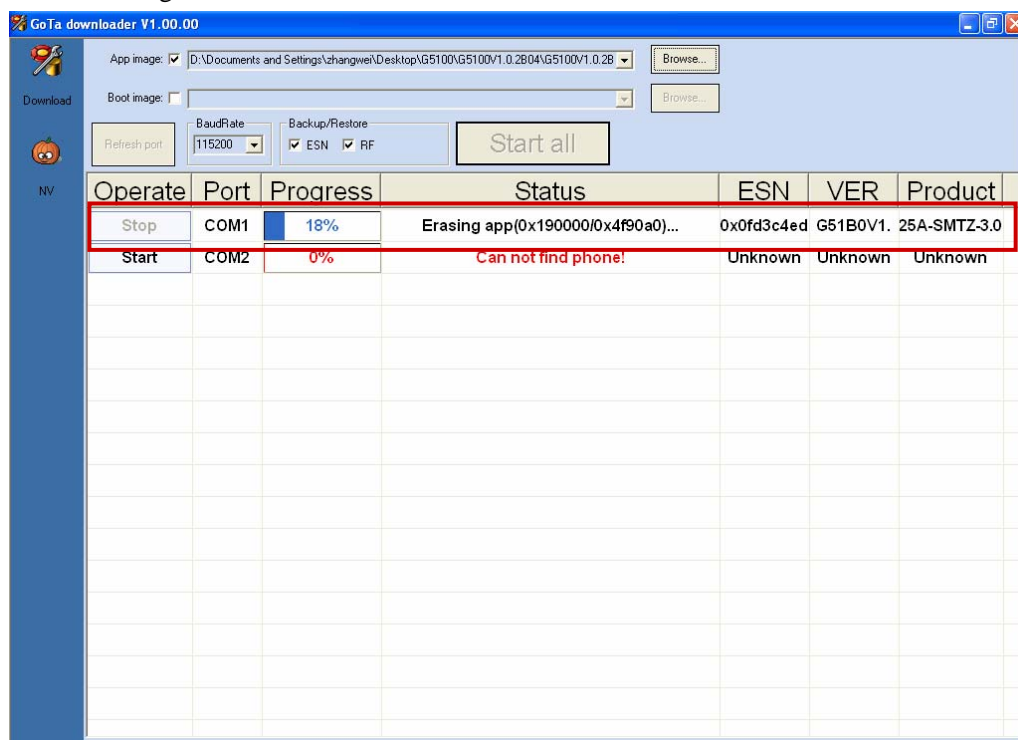 GoTa downloader V1.00.00
App image: D:\Documents and Settings\zhangwei\Desktop\G5100\G5100V1.0.2B04\G5100V1.0.2B Browse...
Download
Boot image: Browse...
Refresh port BaudRate 115200 Backup/Restore ESN RF Start all
NV
Operate Port Progress Status ESN VER Product
Stop COM1 18% Erasing app(0x190000/0x4f90a0)... 0x0fd3c4ed G51B0V1. 25A-SMTZ-3.0
Start COM2 0% Can not find phone! Unknown Unknown Unknown